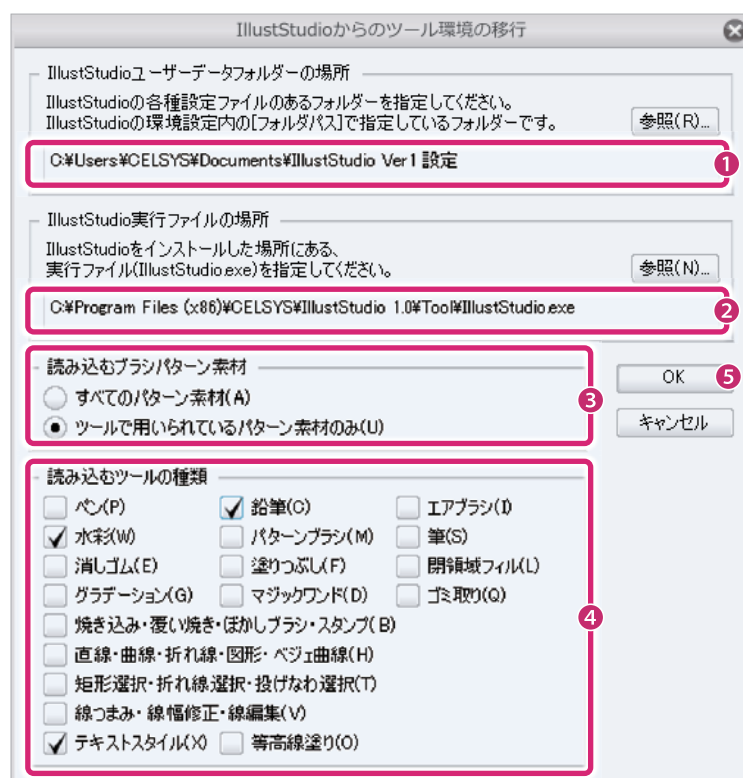 IllustStudioからのツール環境の移行
IllustStudioユーザーデータフォルダーの場所
IllustStudioの各種設定ファイルのあるフォルダーを指定してください。
IllustStudioの環境設定内の[フォルダパス]で指定しているフォルダーです。
参照(R)...
C:¥Users¥CELSYS¥Documents¥IllustStudio Ver1 設定
1
IllustStudio実行ファイルの場所
IllustStudioをインストールした場所にある、
実行ファイル(IllustStudio.exe)を指定してください。
参照(N)...
C:¥Program Files (x86)¥CELSYS¥IllustStudio 1.0¥Tool¥IllustStudio.exe
2
読み込むブラシパターン素材
すべてのパターン素材(A)
ツールで用いられているパターン素材のみ(U)
3
OK
5
キャンセル
読み込むツールの種類
ペン(P) 鉛筆(C) エアブラシ(I)
水彩(W) パターンブラシ(M) 筆(S)
消しゴム(E) 塗りつぶし(F) 閉領域フィル(L)
グラデーション(G) マジックワンド(D) ゴミ取り(Q)
焼き込み・覆い焼き・ぼかしブラシ・スタンプ(B)
4
直線・曲線・折れ線・図形・ベジェ曲線(H)
矩形選択・折れ線選択・投げなわ選択(T)
線つまみ・線幅修正・線編集(V)
テキストスタイル(X) 等高線塗り(O)